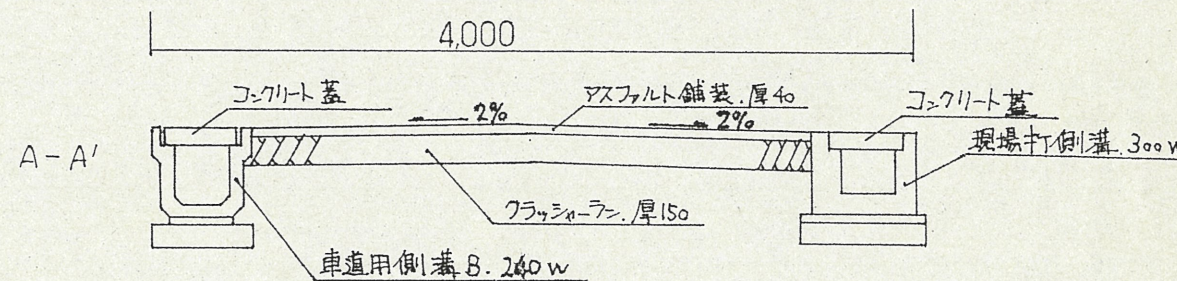 4,000
コンクリート蓋
アスファルト舗装.厚40
コンクリート蓋
2%
2%
A-A'
現場打側溝.300w
クラッシャーラン.厚150
車道用側溝B.240w